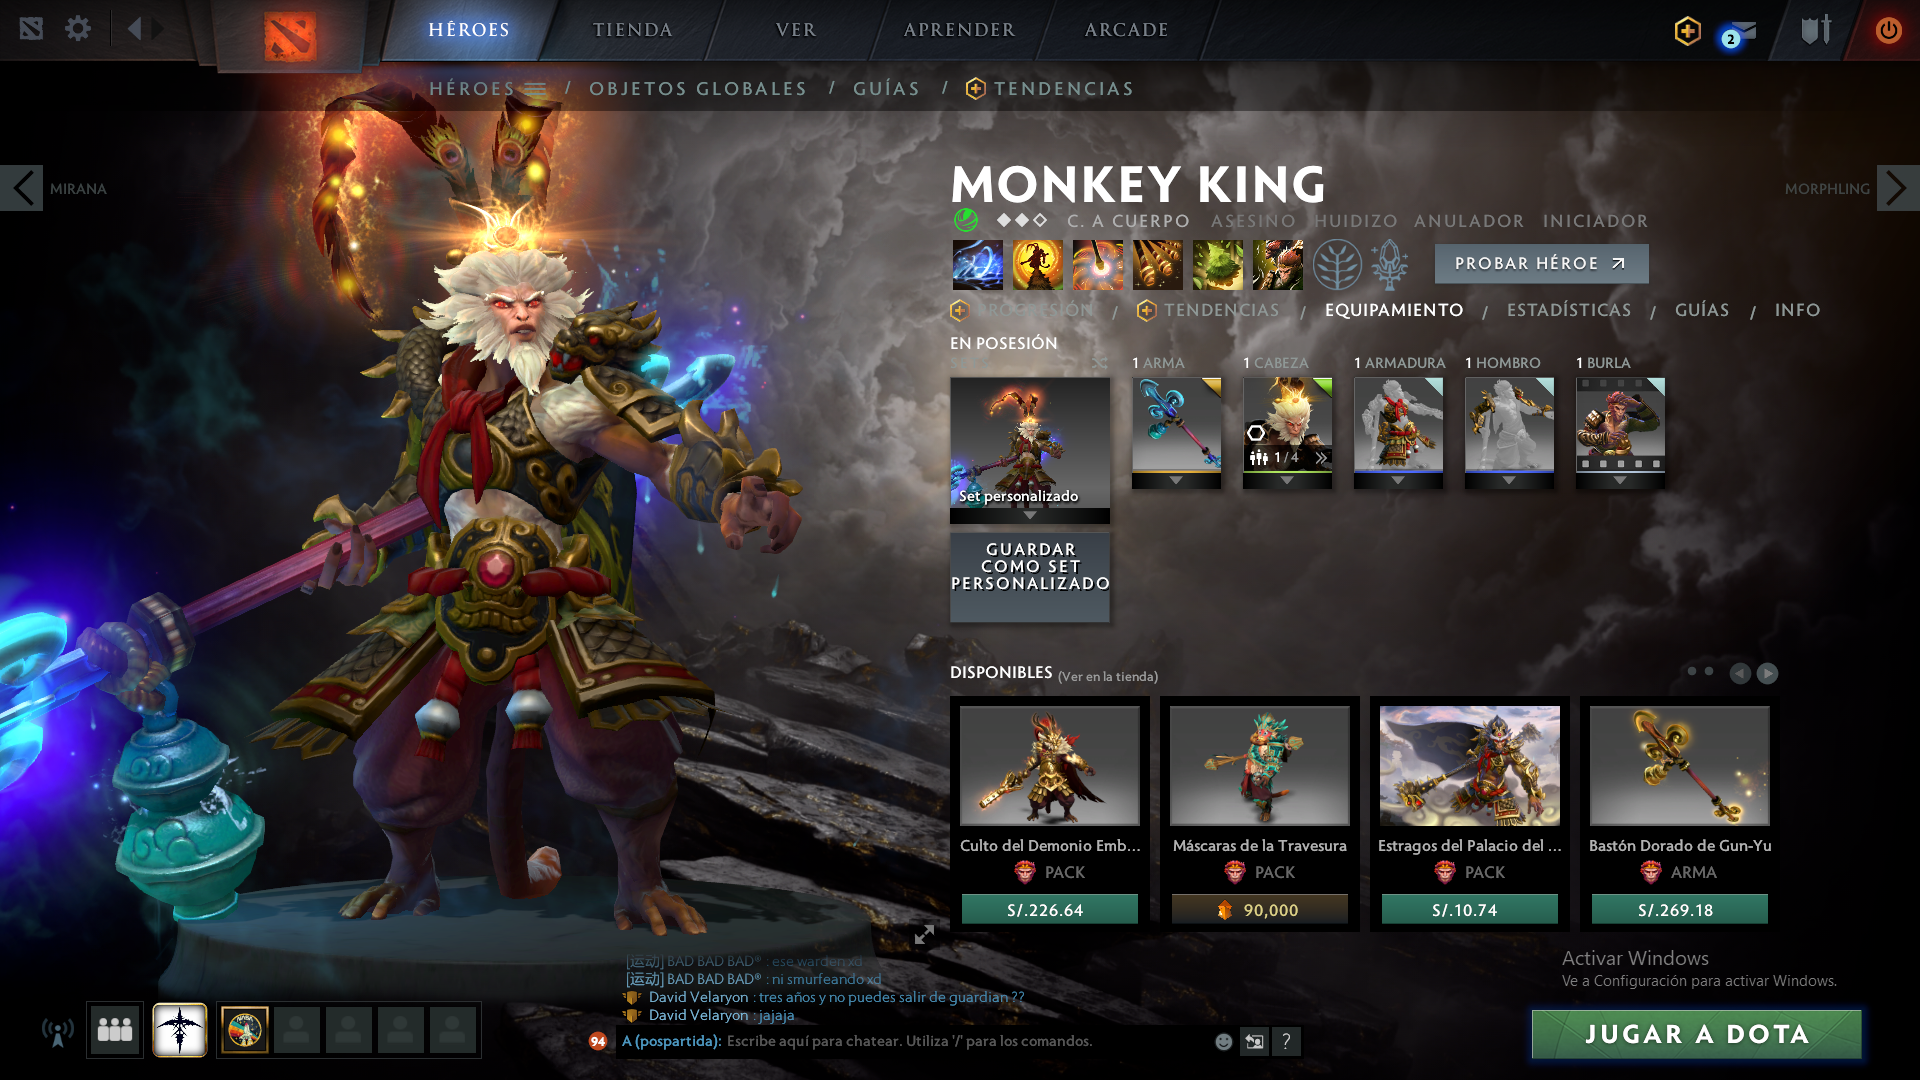 HÉROES
TIENDA
VER
APRENDER
ARCADE
2
HÉROES / OBJETOS GLOBALES / GUÍAS / TENDENCIAS
MIRANA
MORPHLING
MONKEY KING
C. A CUERPO ASESINO HUIDIZO ANULADOR INICIADOR
PROBAR HÉROE
PROGRESIÓN / TENDENCIAS / EQUIPAMIENTO / ESTADÍSTICAS / GUÍAS / INFO
EN POSESIÓN
1 ARMA
1 CABEZA
1 ARMADURA
1 HOMBRO
1 BURLA
1/4
Set personalizado
GUARDAR
COMO SET
PERSONALIZADO
DISPONIBLES (Ver en la tienda)
Culto del Demonio Emb...
PACK
S/.226.64
Máscaras de la Travesura
PACK
90,000
Estragos del Palacio del ...
PACK
S/.10.74
Bastón Dorado de Gun-Yu
ARMA
S/.269.18
[运动] BAD BAD BAD® : ese warden xd
[运动] BAD BAD BAD® : ni smurfeando xd
David Velaryon : tres años y no puedes salir de guardian ??
David Velaryon : jajaja
94
A (pospartida): Escribe aquí para chatear. Utiliza '/' para los comandos.
?
Activar Windows
Ve a Configuración para activar Windows.
JUGAR A DOTA